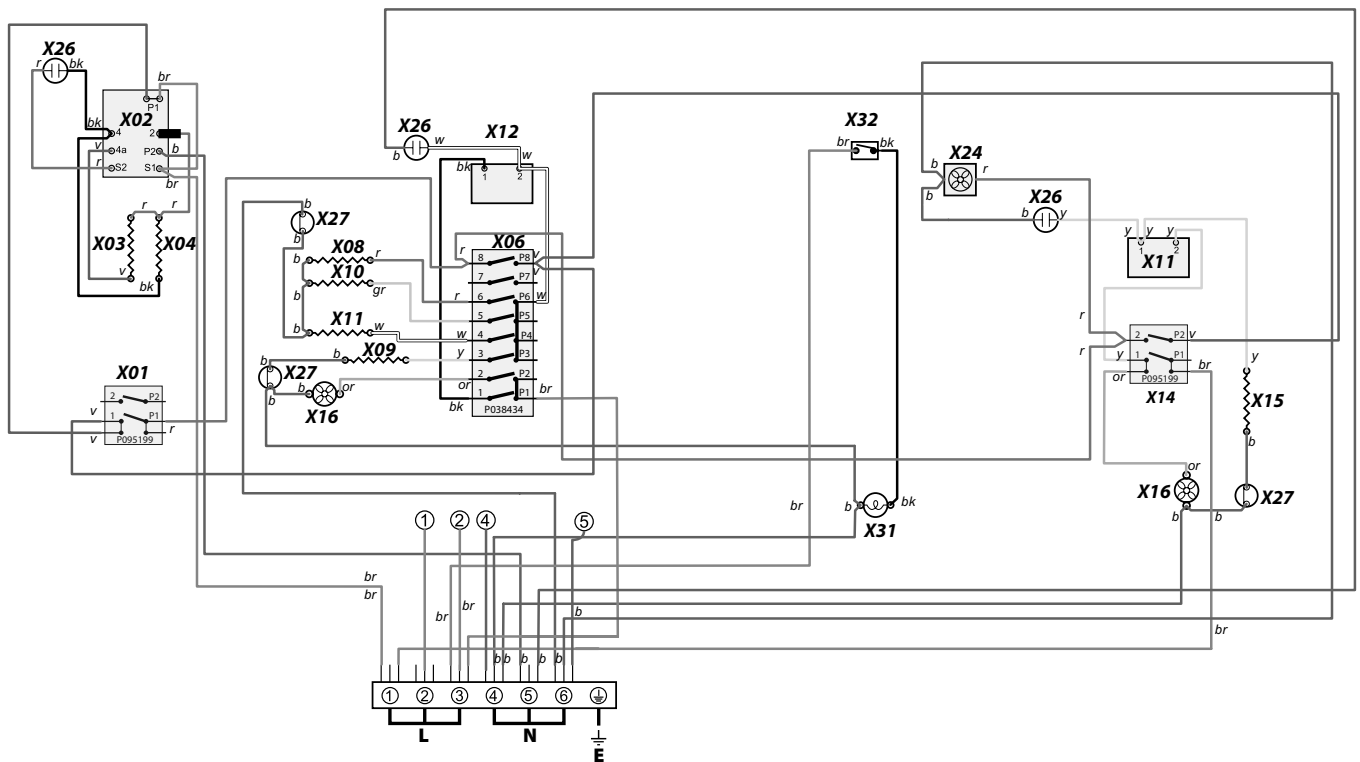 X26
r
bk
br
P1
X02
bk
4
2
v
4a
P2
b
r
S2
S1
br
r
r
X03
X04
v
bk
X01
2
P2
v
1
P1
v
r
P095199
b
X27
b
b
X08
r
b
X10
gr
b
X11
w
b
X09
b
X27
b
b
or
X16
X26
b
w
X12
bk
1
2
X06
r
8
P8
v
v
7
P7
r
6
P6
w
5
P5
w
4
P4
y
3
P3
or
2
P2
br
bk
1
P1
P038434
X32
br
bk
br
b
bk
X31
b
X24
r
b
X26
b
y
y
y
y
1
2
X11
r
r
2
P2
v
y
1
P1
br
or
P095199
X14
y
X15
b
or
X16
X27
b
b
br
1
2
4
5
br
br
br
br
b
b
b
b
b
b
1
2
3
4
5
6
L
N
E